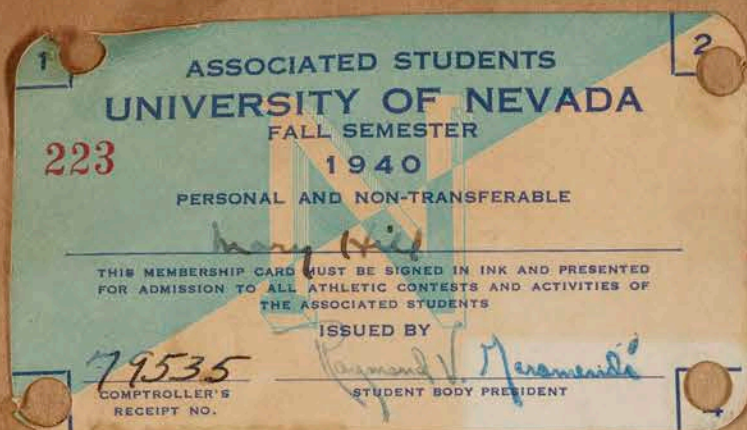 1
2
ASSOCIATED STUDENTS
UNIVERSITY OF NEVADA
FALL SEMESTER
223
1940
PERSONAL AND NON-TRANSFERABLE
Mary Hill
THIS MEMBERSHIP CARD MUST BE SIGNED IN INK AND PRESENTED
FOR ADMISSION TO ALL ATHLETIC CONTESTS AND ACTIVITIES OF
THE ASSOCIATED STUDENTS
ISSUED BY
79535
Raymond V.
COMPTROLLER'S
RECEIPT NO.
STUDENT BODY PRESIDENT
4
N